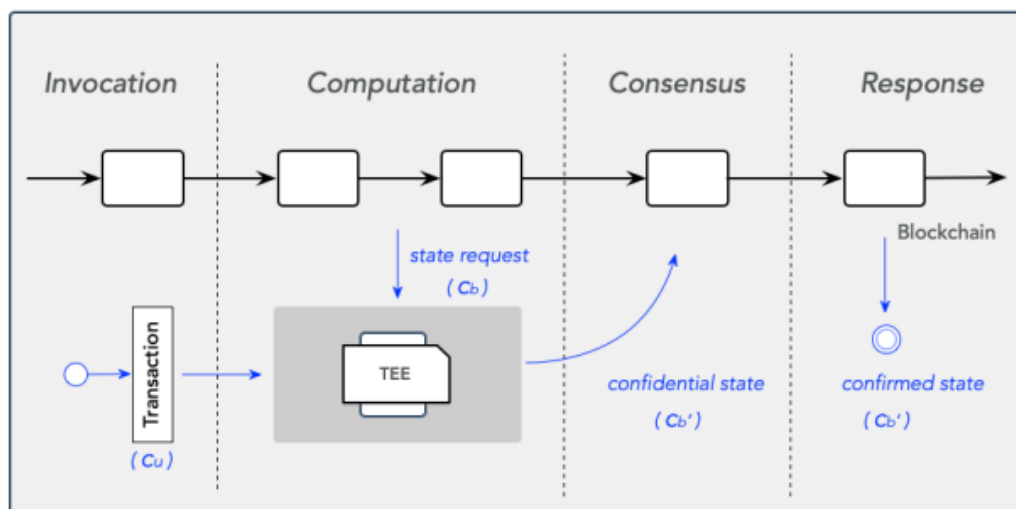 Invocation
Computation
Consensus
Response
Blockchain
state request
( Cb )
Transaction
TEE
( Cu )
confidential state
( Cb' )
confirmed state
( Cb' )